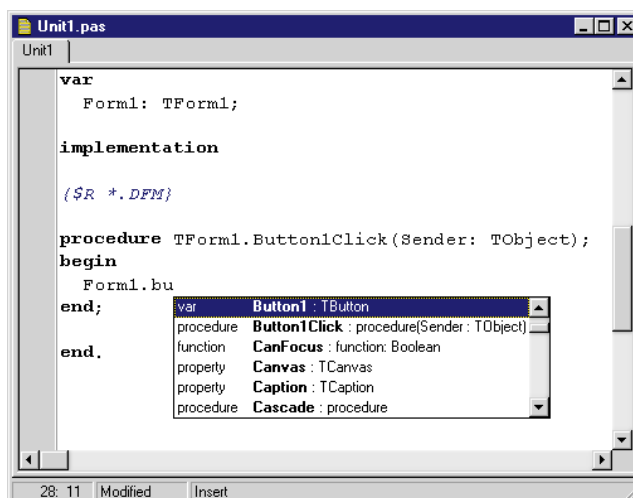 Unit1.pas
Unit1
var
Form1: TForm1;
implementation
{$R *.DFM}
procedure TForm1.Button1Click(Sender: TObject);
begin
Form1.bu
end;
var Button1 : TButton
procedure Button1Click : procedure(Sender : TObject)
function CanFocus : function: Boolean
end.
property Canvas : TCanvas
property Caption : TCaption
procedure Cascade : procedure
28: 11 Modified Insert